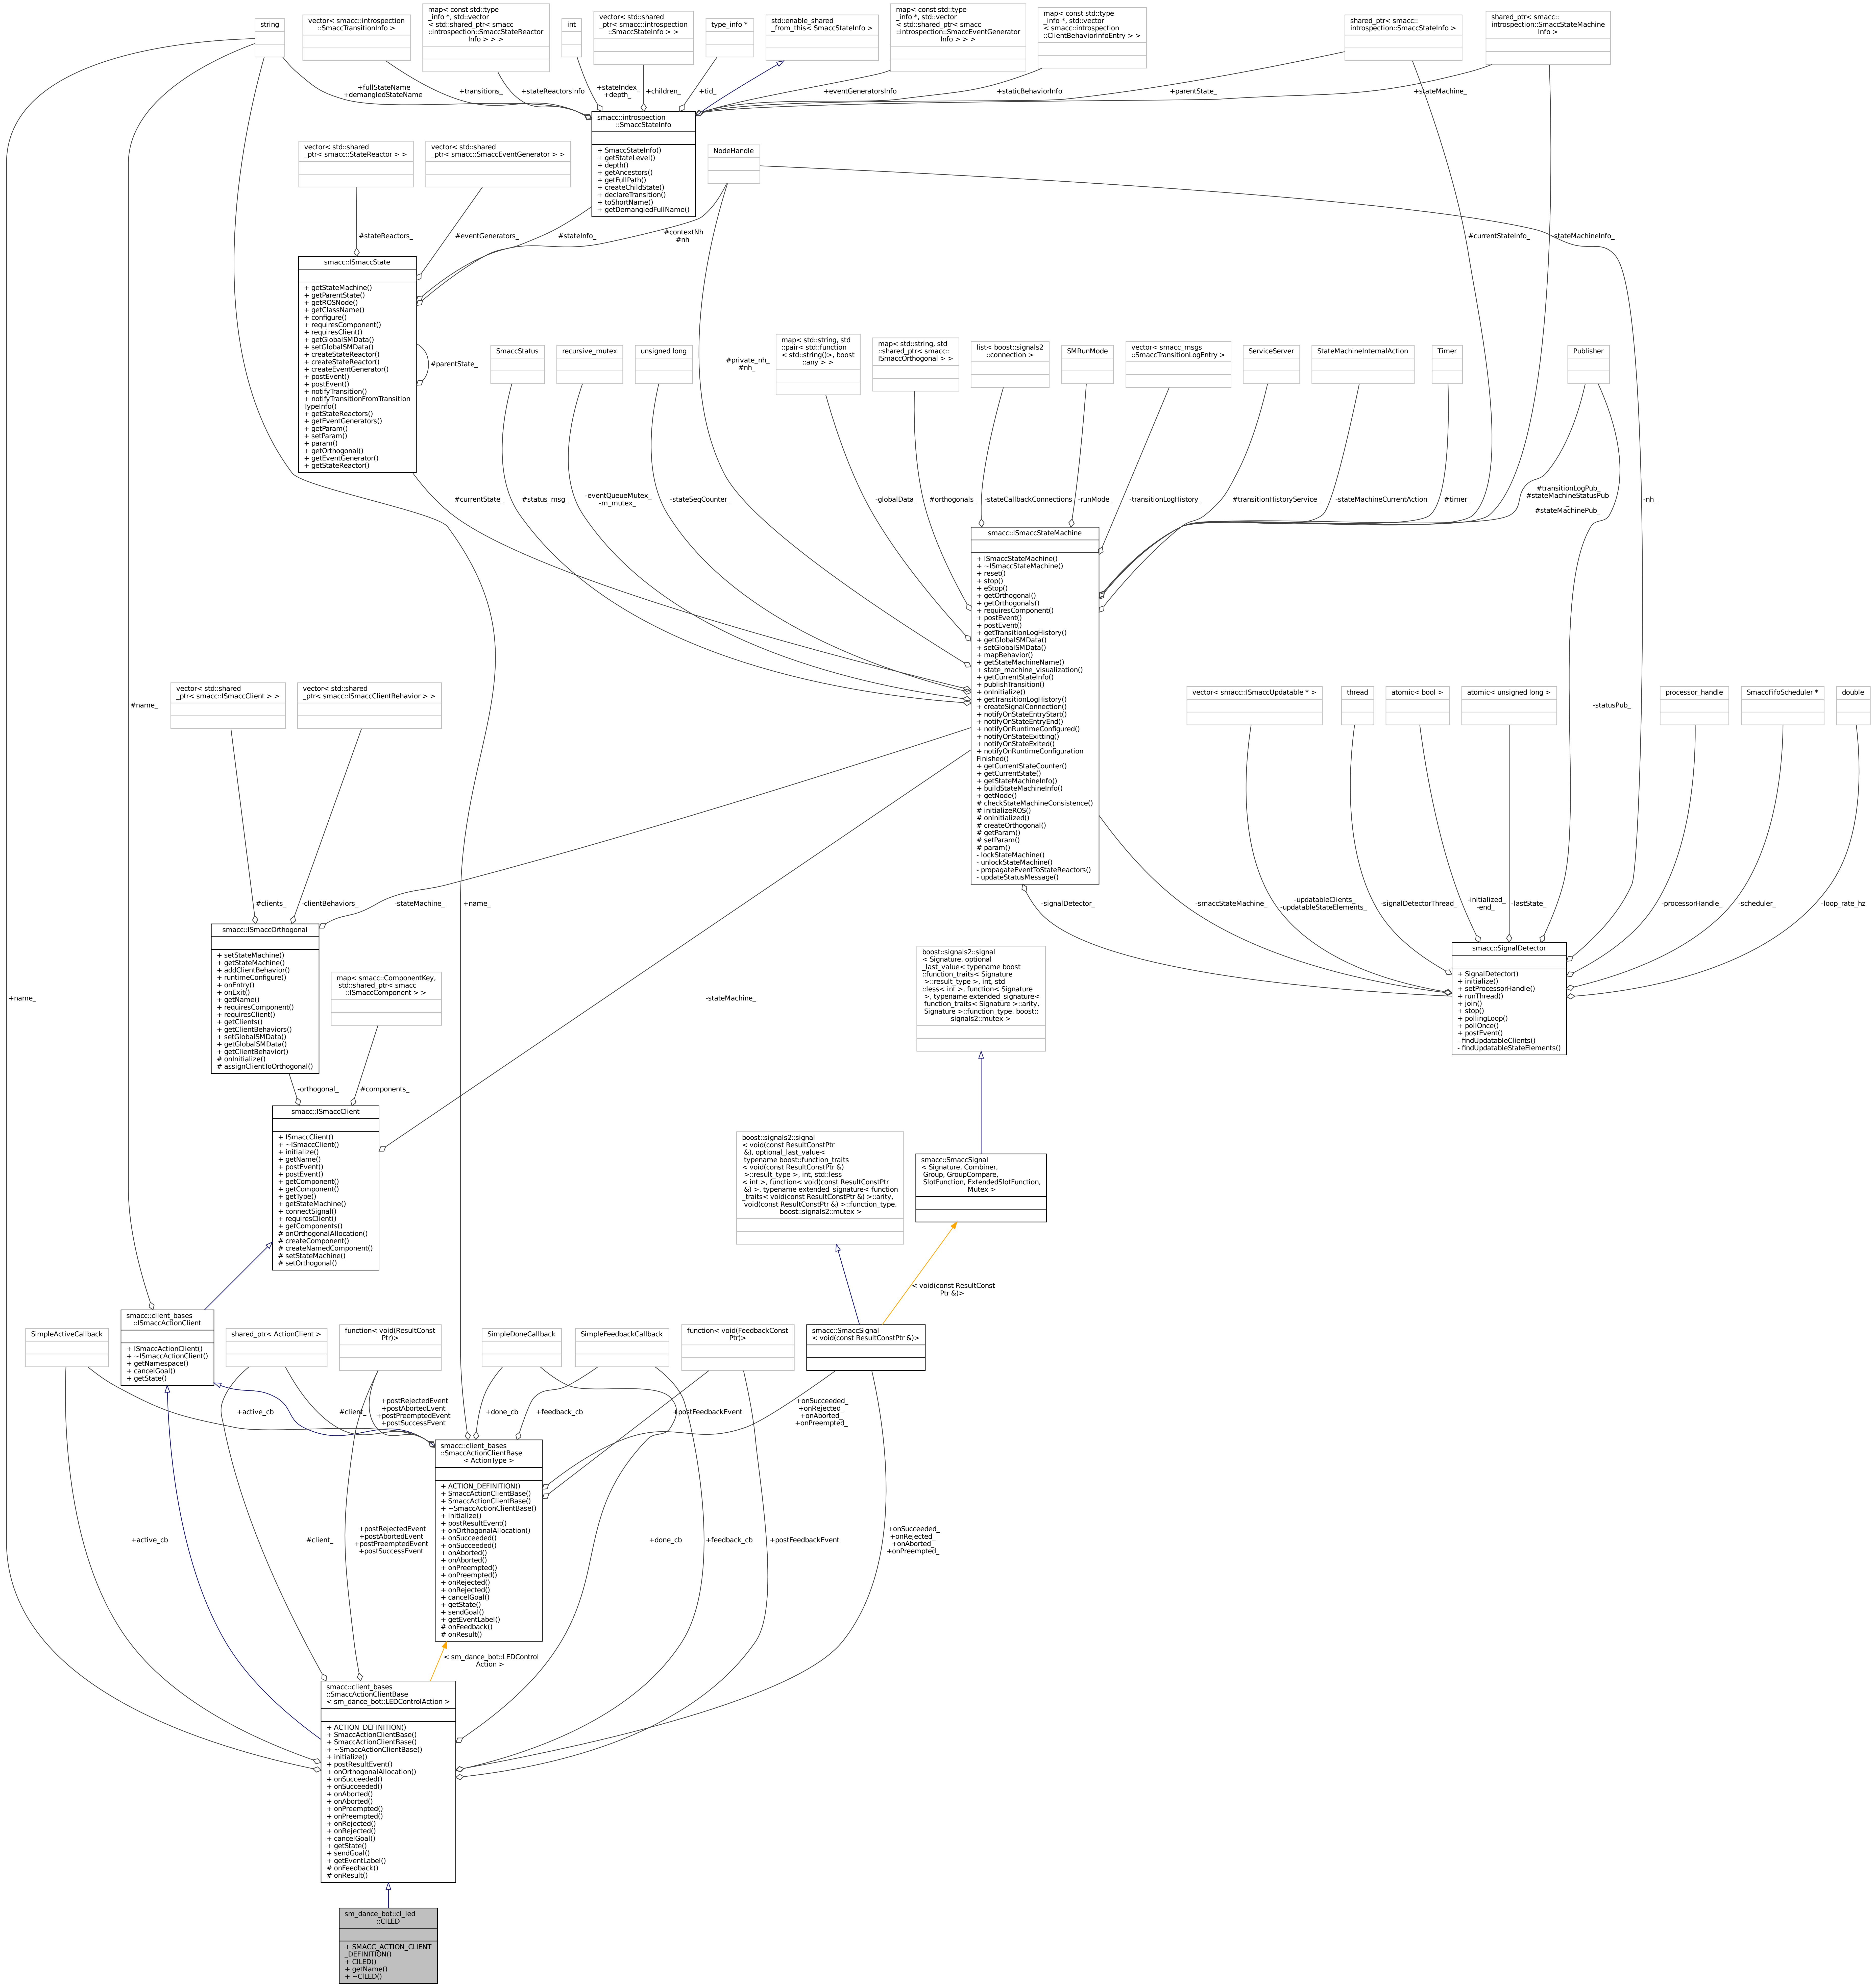 string
vector< smacc::introspection
::SmaccTransitionInfo >
map< const std::type
_info *, std::vector
< std::shared_ptr< smacc
::introspection::SmaccStateReactor
Info > > >
int
vector< std::shared
_ptr< smacc::introspection
::SmaccStateInfo > >
type_info *
std::enable_shared
_from_this< SmaccStateInfo >
map< const std::type
_info *, std::vector
< std::shared_ptr< smacc
::introspection::SmaccEventGenerator
Info > > >
map< const std::type
_info *, std::vector
< smacc::introspection
::ClientBehaviorInfoEntry > >
shared_ptr< smacc::
introspection::SmaccStateInfo >
shared_ptr< smacc::
introspection::SmaccStateMachine
Info >
+fullStateName
+demangledStateName
+transitions_
+stateReactorsInfo
+stateIndex_
+depth_
+children_
+tid_
+eventGeneratorsInfo
+staticBehaviorInfo
+parentState_
+stateMachine_
smacc::introspection
::SmaccStateInfo
+ SmaccStateInfo()
+ getStateLevel()
+ depth()
+ getAncestors()
+ getFullPath()
+ createChildState()
+ declareTransition()
+ toShortName()
+ getDemangledFullName()
vector< std::shared
_ptr< smacc::StateReactor > >
vector< std::shared
_ptr< smacc::SmaccEventGenerator > >
NodeHandle
#stateReactors_
#eventGenerators_
#stateInfo_
#contextNh
#nh
#currentStateInfo_
-stateMachineInfo_
smacc::ISmaccState
+ getStateMachine()
+ getParentState()
+ getROSNode()
+ getClassName()
+ configure()
+ requiresComponent()
+ requiresClient()
+ getGlobalSMData()
+ setGlobalSMData()
+ createStateReactor()
+ createStateReactor()
+ createEventGenerator()
+ postEvent()
+ postEvent()
+ notifyTransition()
+ notifyTransitionFromTransition
TypeInfo()
+ getStateReactors()
+ getEventGenerators()
+ getParam()
+ setParam()
+ param()
+ getOrthogonal()
+ getEventGenerator()
+ getStateReactor()
#parentState_
SmaccStatus
recursive_mutex
unsigned long
#private_nh_
#nh_
map< std::string, std
::pair< std::function
< std::string()>, boost
::any > >
map< std::string, std
::shared_ptr< smacc::
ISmaccOrthogonal > >
list< boost::signals2
::connection >
SMRunMode
vector< smacc_msgs
::SmaccTransitionLogEntry >
ServiceServer
StateMachineInternalAction
Timer
Publisher
#currentState_
#status_msg_
-eventQueueMutex_
-m_mutex_
-stateSeqCounter_
-globalData_
#orthogonals_
-stateCallbackConnections
-runMode_
-transitionLogHistory_
#transitionHistoryService_
-stateMachineCurrentAction
#timer_
#transitionLogPub_
#stateMachineStatusPub
_
#stateMachinePub_
-nh_
smacc::ISmaccStateMachine
+ ISmaccStateMachine()
+ ~ISmaccStateMachine()
+ reset()
+ stop()
+ eStop()
+ getOrthogonal()
+ getOrthogonals()
+ requiresComponent()
+ postEvent()
+ postEvent()
+ getTransitionLogHistory()
+ getGlobalSMData()
+ setGlobalSMData()
+ mapBehavior()
+ getStateMachineName()
+ state_machine_visualization()
+ getCurrentStateInfo()
+ publishTransition()
+ onInitialize()
+ getTransitionLogHistory()
+ createSignalConnection()
+ notifyOnStateEntryStart()
+ notifyOnStateEntryEnd()
+ notifyOnRuntimeConfigured()
+ notifyOnStateExitting()
+ notifyOnStateExited()
+ notifyOnRuntimeConfiguration
Finished()
+ getCurrentStateCounter()
+ getCurrentState()
+ getStateMachineInfo()
+ buildStateMachineInfo()
+ getNode()
# checkStateMachineConsistence()
# initializeROS()
# onInitialized()
# createOrthogonal()
# getParam()
# setParam()
# param()
- lockStateMachine()
- unlockStateMachine()
- propagateEventToStateReactors()
- updateStatusMessage()
#name_
vector< std::shared
_ptr< smacc::ISmaccClient > >
vector< std::shared
_ptr< smacc::ISmaccClientBehavior > >
vector< smacc::ISmaccUpdatable * >
thread
atomic< bool >
atomic< unsigned long >
-statusPub_
processor_handle
SmaccFifoScheduler *
double
#clients_
-clientBehaviors_
-stateMachine_
+name_
-signalDetector_
-smaccStateMachine_
-updatableClients_
-updatableStateElements_
-signalDetectorThread_
-initialized_
-end_
-lastState_
-processorHandle_
-scheduler_
-loop_rate_hz
smacc::ISmaccOrthogonal
+ setStateMachine()
+ getStateMachine()
+ addClientBehavior()
+ runtimeConfigure()
+ onEntry()
+ onExit()
+ getName()
+ requiresComponent()
+ requiresClient()
+ getClients()
+ getClientBehaviors()
+ setGlobalSMData()
+ getGlobalSMData()
+ getClientBehavior()
# onInitialize()
# assignClientToOrthogonal()
map< smacc::ComponentKey,
std::shared_ptr< smacc
::ISmaccComponent > >
smacc::SignalDetector
+ SignalDetector()
+ initialize()
+ setProcessorHandle()
+ runThread()
+ join()
+ stop()
+ pollingLoop()
+ pollOnce()
+ postEvent()
- findUpdatableClients()
- findUpdatableStateElements()
boost::signals2::signal
< Signature, optional
_last_value< typename boost
::function_traits< Signature
>::result_type >, int, std
::less< int >, function< Signature
>, typename extended_signature<
function_traits< Signature >::arity,
Signature >::function_type, boost::
signals2::mutex >
+name_
-stateMachine_
-orthogonal_
#components_
smacc::ISmaccClient
+ ISmaccClient()
+ ~ISmaccClient()
+ initialize()
+ getName()
+ postEvent()
+ postEvent()
+ getComponent()
+ getComponent()
+ getType()
+ getStateMachine()
+ connectSignal()
+ requiresClient()
+ getComponents()
# onOrthogonalAllocation()
# createComponent()
# createNamedComponent()
# setStateMachine()
# setOrthogonal()
boost::signals2::signal
< void(const ResultConstPtr
&), optional_last_value<
typename boost::function_traits
< void(const ResultConstPtr &)
>::result_type >, int, std::less
< int >, function< void(const ResultConstPtr
&) >, typename extended_signature< function
_traits< void(const ResultConstPtr &) >::arity,
void(const ResultConstPtr &) >::function_type,
boost::signals2::mutex >
smacc::SmaccSignal
< Signature, Combiner,
Group, GroupCompare,
SlotFunction, ExtendedSlotFunction,
Mutex >
< void(const ResultConst
Ptr &)>
smacc::client_bases
::ISmaccActionClient
+ ISmaccActionClient()
+ ~ISmaccActionClient()
+ getNamespace()
+ cancelGoal()
+ getState()
SimpleActiveCallback
shared_ptr< ActionClient >
function< void(ResultConst
Ptr)>
SimpleDoneCallback
SimpleFeedbackCallback
function< void(FeedbackConst
Ptr)>
smacc::SmaccSignal
< void(const ResultConstPtr &)>
+active_cb
#client_
+postRejectedEvent
+postAbortedEvent
+postPreemptedEvent
+postSuccessEvent
+done_cb
+feedback_cb
+postFeedbackEvent
+onSucceeded_
+onRejected_
+onAborted_
+onPreempted_
smacc::client_bases
::SmaccActionClientBase
< ActionType >
+ ACTION_DEFINITION()
+ SmaccActionClientBase()
+ SmaccActionClientBase()
+ ~SmaccActionClientBase()
+ initialize()
+ postResultEvent()
+ onOrthogonalAllocation()
+ onSucceeded()
+ onSucceeded()
+ onAborted()
+ onAborted()
+ onPreempted()
+ onPreempted()
+ onRejected()
+ onRejected()
+ cancelGoal()
+ getState()
+ sendGoal()
+ getEventLabel()
# onFeedback()
# onResult()
+active_cb
#client_
+postRejectedEvent
+postAbortedEvent
+postPreemptedEvent
+postSuccessEvent
+done_cb
+feedback_cb
+postFeedbackEvent
+onSucceeded_
+onRejected_
+onAborted_
+onPreempted_
< sm_dance_bot::LEDControl
Action >
smacc::client_bases
::SmaccActionClientBase
< sm_dance_bot::LEDControlAction >
+ ACTION_DEFINITION()
+ SmaccActionClientBase()
+ SmaccActionClientBase()
+ ~SmaccActionClientBase()
+ initialize()
+ postResultEvent()
+ onOrthogonalAllocation()
+ onSucceeded()
+ onSucceeded()
+ onAborted()
+ onAborted()
+ onPreempted()
+ onPreempted()
+ onRejected()
+ onRejected()
+ cancelGoal()
+ getState()
+ sendGoal()
+ getEventLabel()
# onFeedback()
# onResult()
sm_dance_bot::cl_led
::ClLED
+ SMACC_ACTION_CLIENT
_DEFINITION()
+ ClLED()
+ getName()
+ ~ClLED()